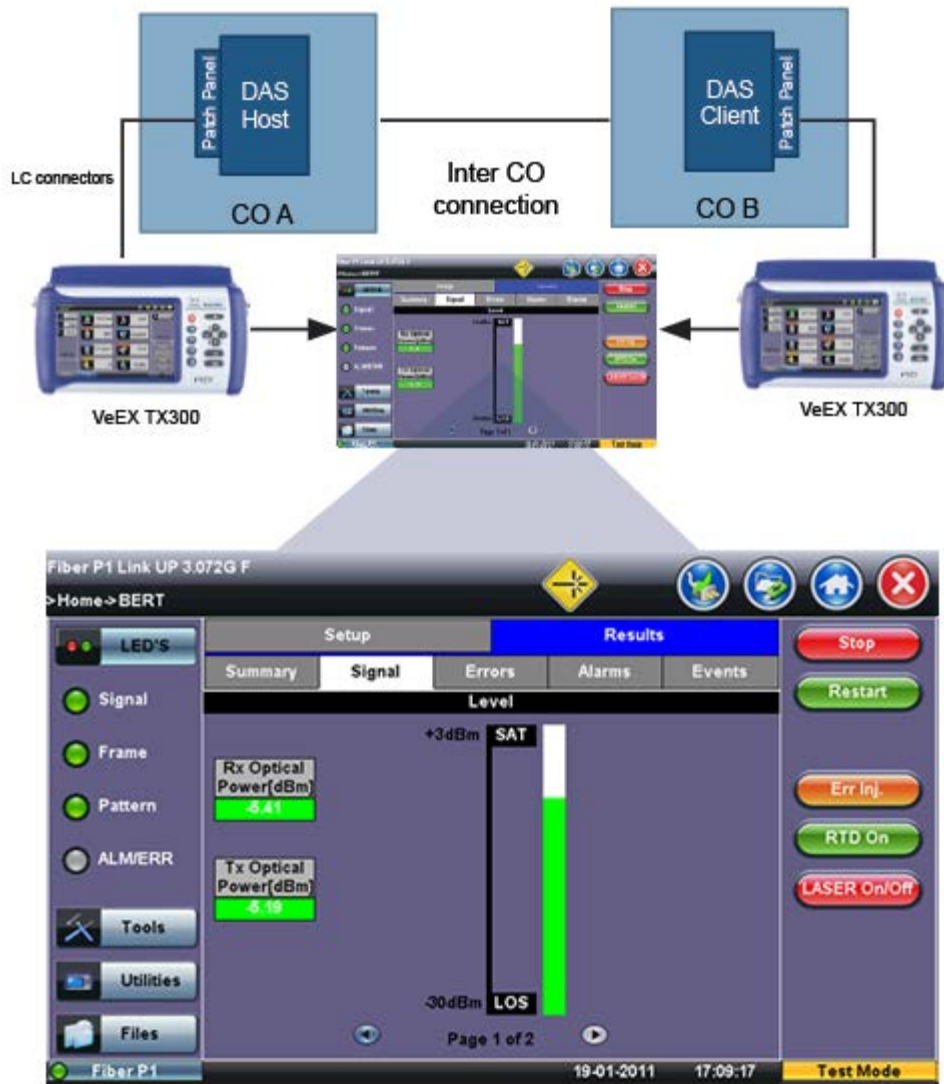 Patch Panel
DAS
Host
DAS
Client
Patch Panel
LC connectors
CO A
Inter CO
connection
CO B
VeEX TX300
VeEX TX300
Fiber P1 Link UP 3.072G F
>Home->BERT
LED'S
Setup
Results
Stop
Summary
Signal
Errors
Alarms
Events
Signal
Level
Restart
+3dBm SAT
Frame
Rx Optical
Power[dBm]
-5.41
Pattern
Err Inj.
RTD On
ALM/ERR
Tx Optical
Power[dBm]
-5.19
LASER On/Off
Tools
Utilities
-30dBm LOS
Files
Page 1 of 2
Fiber P1
19-01-2011 17:09:17
Test Mode